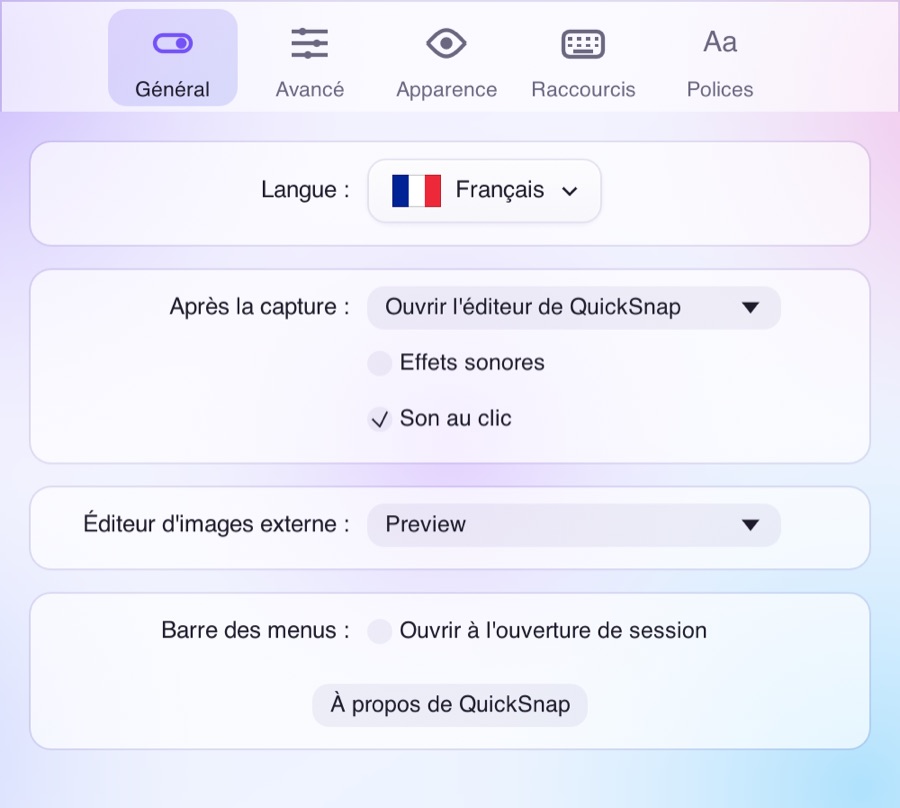 Aa
Général
Avancé
Apparence
Raccourcis
Polices
Langue :
Français
Après la capture :
Ouvrir l'éditeur de QuickSnap
Effets sonores
Son au clic
Éditeur d'images externe :
Preview
Barre des menus :
Ouvrir à l'ouverture de session
À propos de QuickSnap